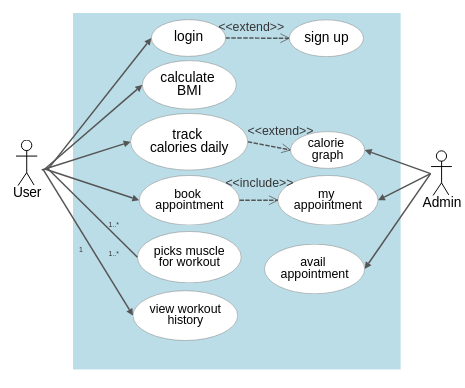 <<extend>>
login
sign up
calculate
BMI
<<extend>>
track
calories daily
calorie
graph
User
Admin
<<include>>
book
appointment
my
appointment
1..*
1
1..*
picks muscle
for workout
avail
appointment
view workout
history